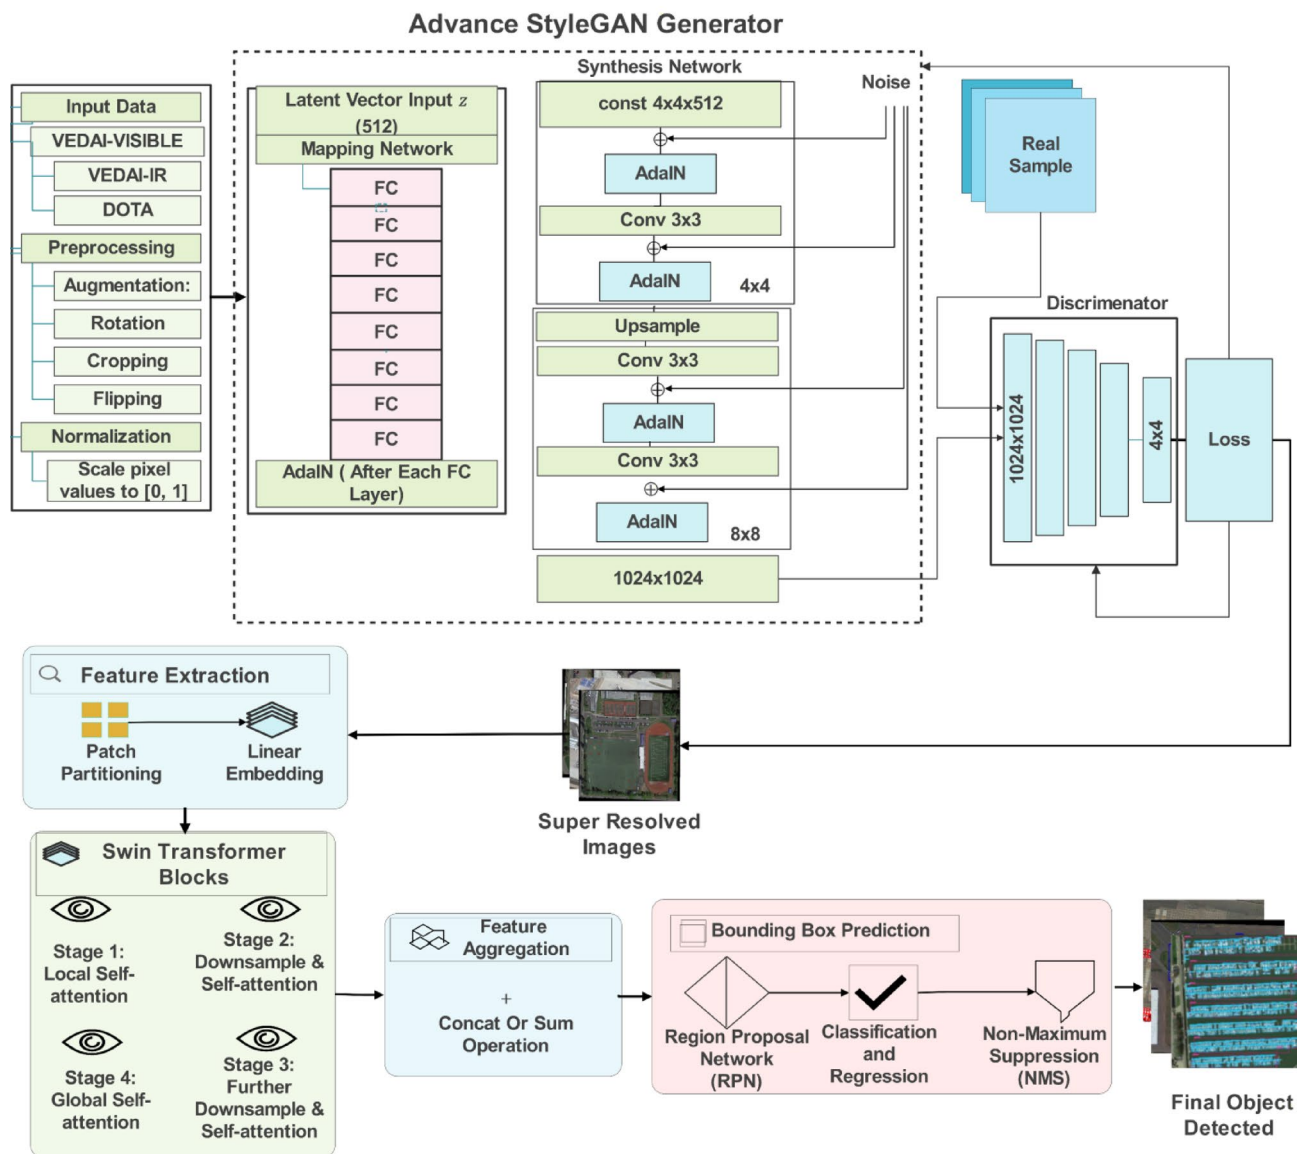 Advance StyleGAN Generator
Input Data
VEDAI-VISIBLE
VEDAI-IR
DOTA
Preprocessing
Augmentation:
Rotation
Cropping
Flipping
Normalization
Scale pixel
values to [0, 1]
Latent Vector Input z
(512)
Mapping Network
FC
FC
FC
FC
FC
FC
FC
FC
AdaIN ( After Each FC
Layer)
Synthesis Network
const 4x4x512
AdaIN
Conv 3x3
AdaIN
4x4
Upsample
Conv 3x3
AdaIN
Conv 3x3
AdaIN
8x8
1024x1024
Noise
Real
Sample
Discrimenator
1024x1024
4x4
Loss
Feature Extraction
Patch
Partitioning
Linear
Embedding
Super Resolved
Images
Swin Transformer
Blocks
Stage 1:
Local Self-
attention
Stage 2:
Downsample &
Self-attention
Stage 4:
Global Self-
attention
Stage 3:
Further
Downsample &
Self-attention
Feature
Aggregation
+
Concat Or Sum
Operation
Bounding Box Prediction
Region Proposal
Network
(RPN)
Classification
and
Regression
Non-Maximum
Suppression
(NMS)
Final Object
Detected